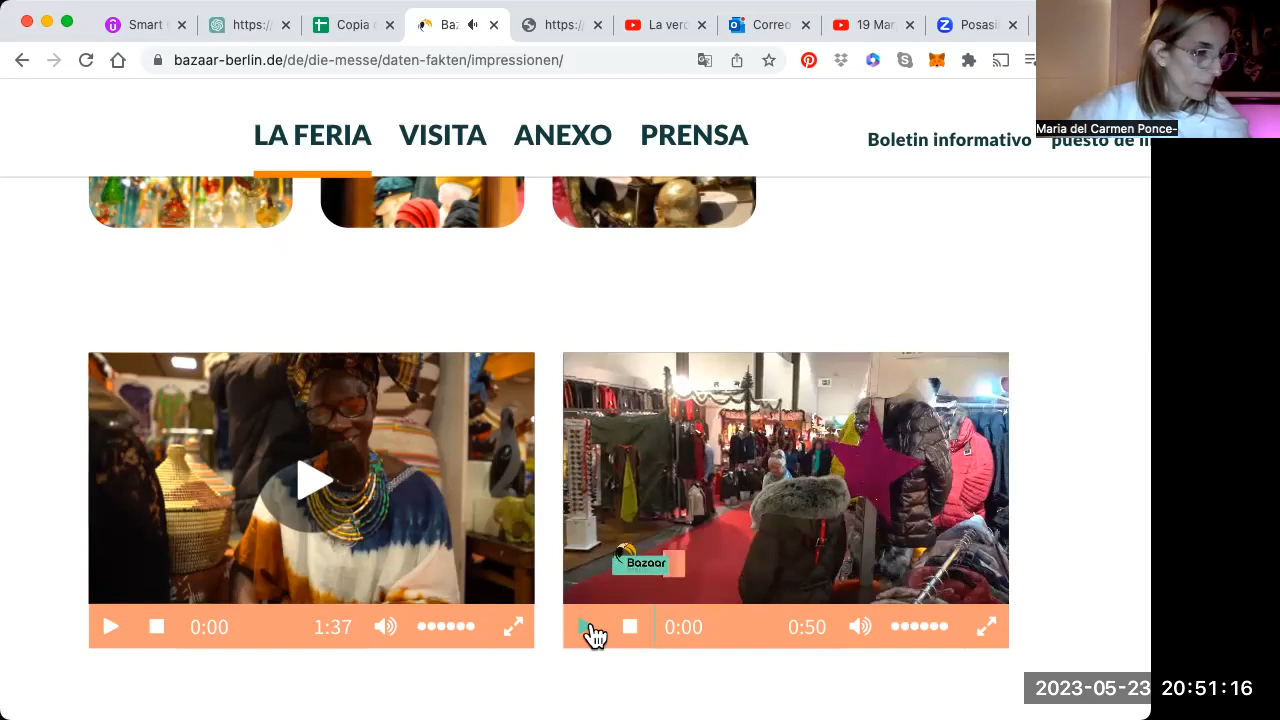 Smart
https:/
Copia
Baz
https:/
La verd
Correo
19 Mar
Posasi
bazaar-berlin.de/de/die-messe/daten-fakten/impressionen/
Maria del Carmen Ponce-
LA FERIA VISITA ANEXO PRENSA
Boletin informativo puesto de
Bazaar
0:00 1:37
0:00 0:50
2023-05-23 20:51:16